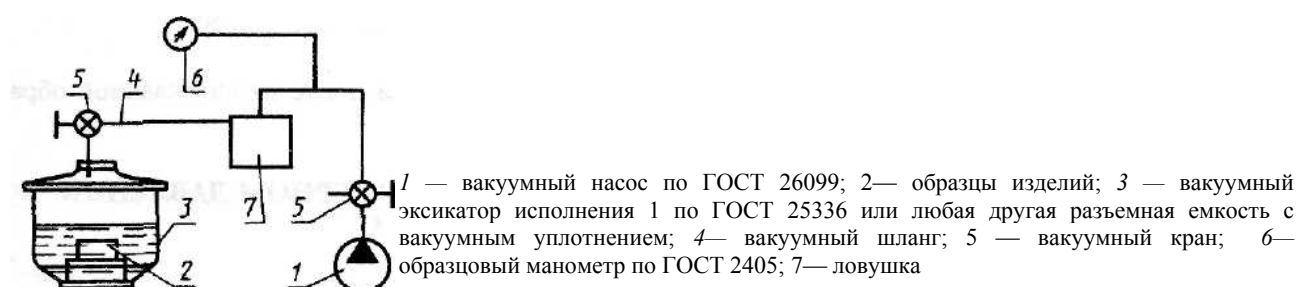 6
5
4
7
5
3
2
1
1 — вакуумный насос по ГОСТ 26099; 2— образцы изделий; 3 — вакуумный
эксикатор исполнения 1 по ГОСТ 25336 или любая другая разъемная емкость с
вакуумным уплотнением; 4— вакуумный шланг; 5 — вакуумный кран; 6—
образцовый манометр по ГОСТ 2405; 7— ловушка